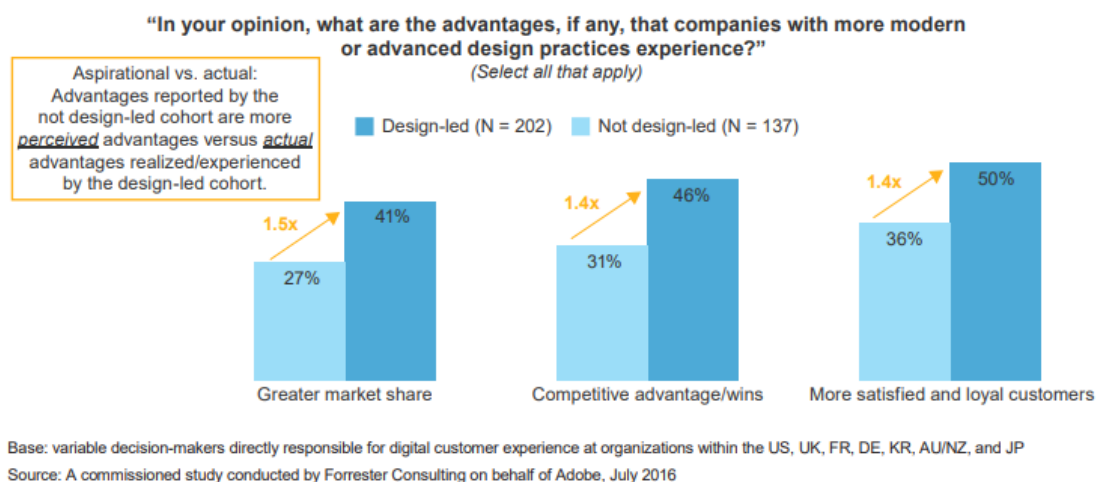 “In your opinion, what are the advantages, if any, that companies with more modern
or advanced design practices experience?”
(Select all that apply)
Aspirational vs. actual:
Advantages reported by the
not design-led cohort are more
perceived advantages versus actual
advantages realized/experienced
by the design-led cohort.
Design-led (N = 202) Not design-led (N = 137)
1.5x
27%
41%
Greater market share
1.4x
31%
46%
Competitive advantage/wins
1.4x
36%
50%
More satisfied and loyal customers
Base: variable decision-makers directly responsible for digital customer experience at organizations within the US, UK, FR, DE, KR, AU/NZ, and JP
Source: A commissioned study conducted by Forrester Consulting on behalf of Adobe, July 2016